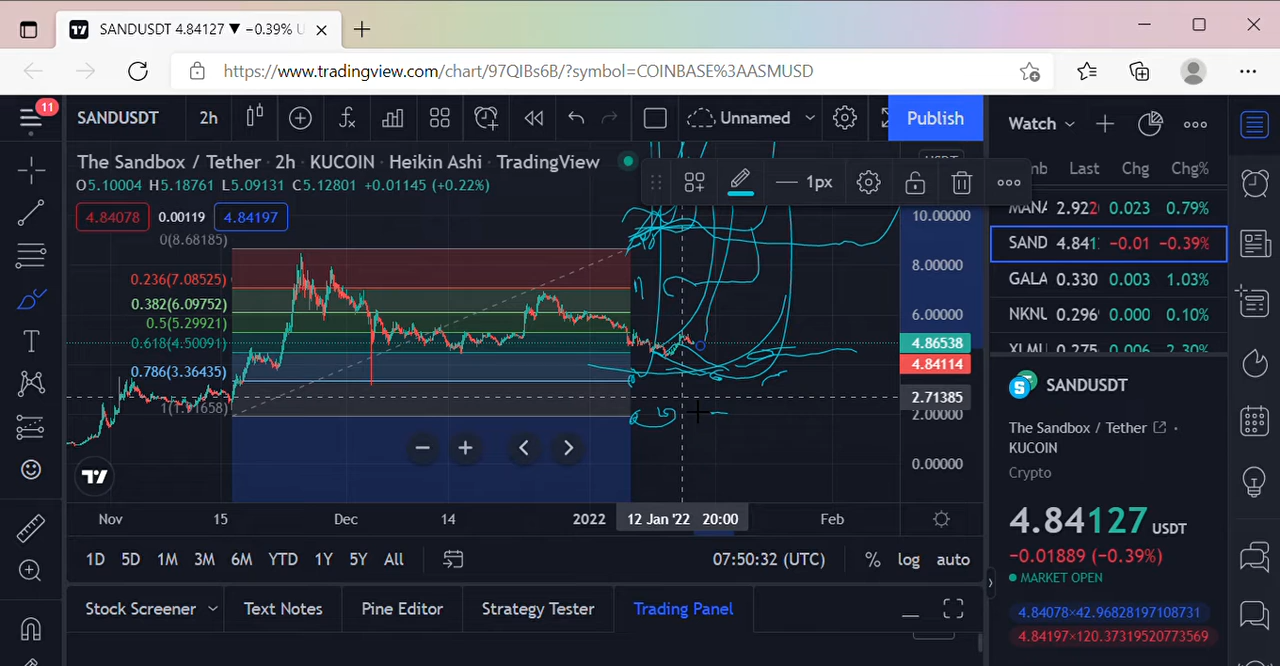 SANDUSDT 4.84127 ▼ −0.39% U
https://www.tradingview.com/chart/97QIBs6B/?symbol=COINBASE%3AASMUSD
11
SANDUSDT 2h Unnamed Publish
Watch
The Sandbox / Tether · 2h · KUCOIN · Heikin Ashi · TradingView
O5.10004 H5.18761 L5.09131 C5.12801 +0.01145 (+0.22%)
4.84078 0.00119 4.84197
1px
Last Chg Chg%
MANA 2.922 0.023 0.79%
SAND 4.841 −0.01 −0.39%
GALA 0.330 0.003 1.03%
NKNU 0.296 0.000 0.10%
XLMU 0.275 0.006 2.30%
0(8.68185)
0.236(7.08525)
0.382(6.09752)
0.5(5.29921)
0.618(4.50091)
0.786(3.36435)
10.00000
8.00000
6.00000
4.86538
4.84114
2.71385
2.00000
0.00000
Nov 15 Dec 14 2022 12 Jan '22 20:00 Feb
1D 5D 1M 3M 6M YTD 1Y 5Y All 07:50:32 (UTC) % log auto
Stock Screener Text Notes Pine Editor Strategy Tester Trading Panel
SANDUSDT
The Sandbox / Tether ·
KUCOIN
Crypto
4.84127 USDT
−0.01889 (−0.39%)
MARKET OPEN
4.84078×42.96828197108731
4.84197×120.37319520773569